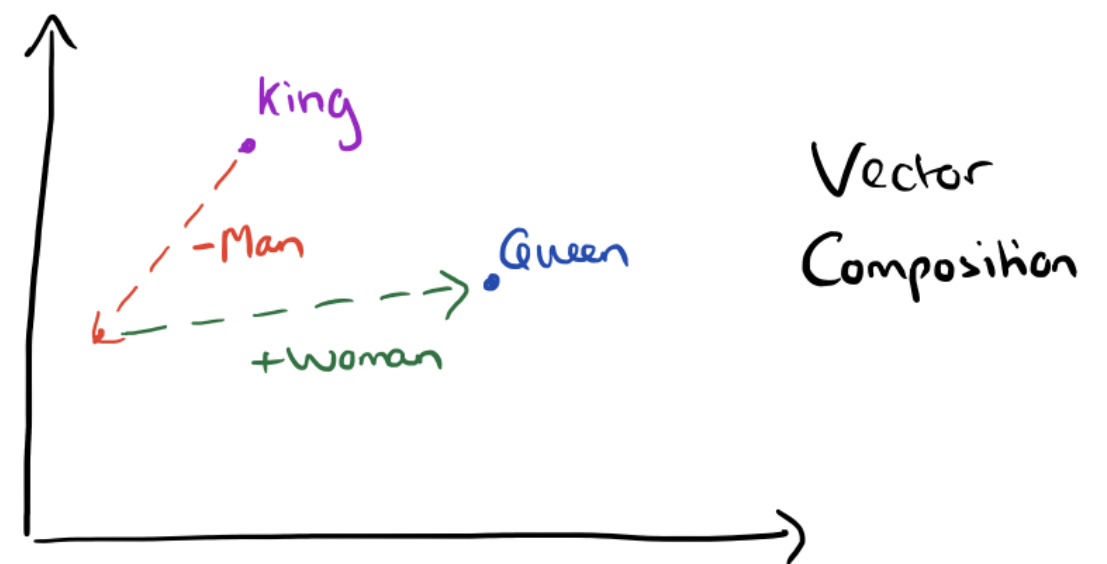 King
-Man
Queen
+Woman
Vector
Composition